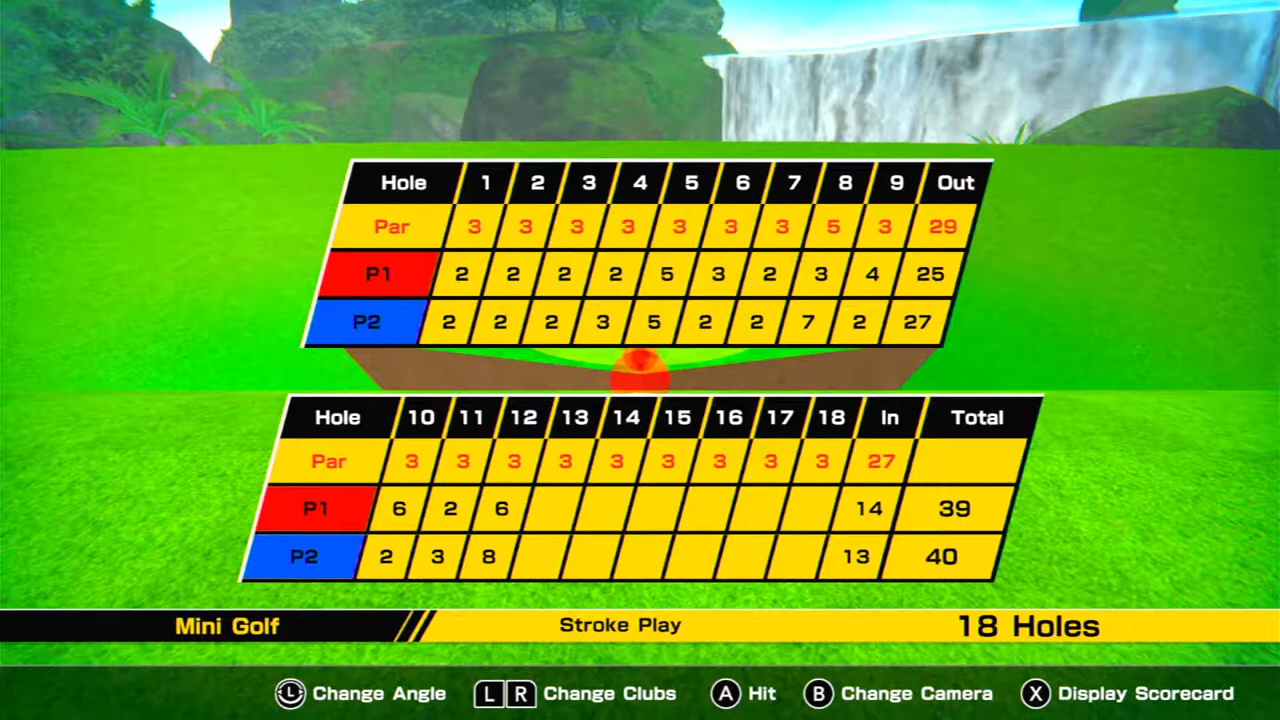 Hole 1 2 3 4 5 6 7 8 9 Out
Par 3 3 3 3 3 3 3 5 3 29
P1 2 2 2 2 5 3 2 3 4 25
P2 2 2 2 3 5 2 2 7 2 27
Hole 10 11 12 13 14 15 16 17 18 In Total
Par 3 3 3 3 3 3 3 3 3 27
P1 6 2 6 14 39
P2 2 3 8 13 40
Mini Golf Stroke Play 18 Holes
L Change Angle L R Change Clubs A Hit B Change Camera X Display Scorecard